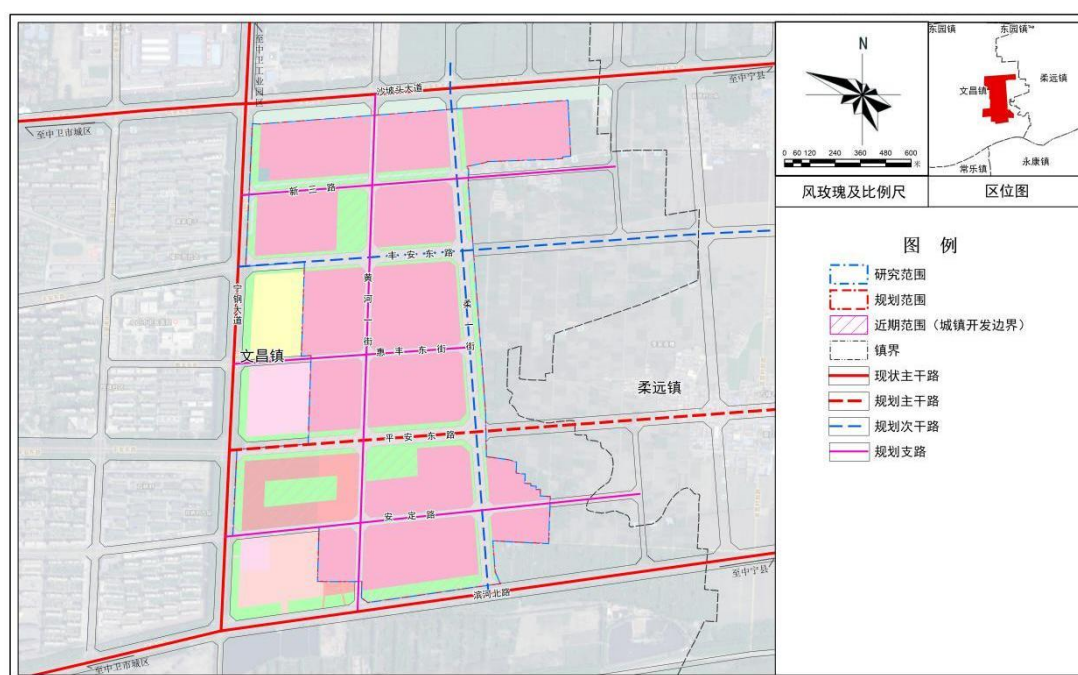 至中卫工业园区
沙坡头大道
至中宁县
至中卫市城区
新三路
丰安东路
黄河一街
柔一街
宁钢大道
惠丰东街
文昌镇
柔远镇
平安东路
安定路
滨河北路
至中宁县
至中卫市城区
N
0 60 120 240 360 480 600
米
风玫瑰及比例尺
东园镇
东园镇
柔远镇
文昌镇
永康镇
常乐镇
区位图
图 例
研究范围
规划范围
近期范围（城镇开发边界）
镇界
现状主干路
规划主干路
规划次干路
规划支路